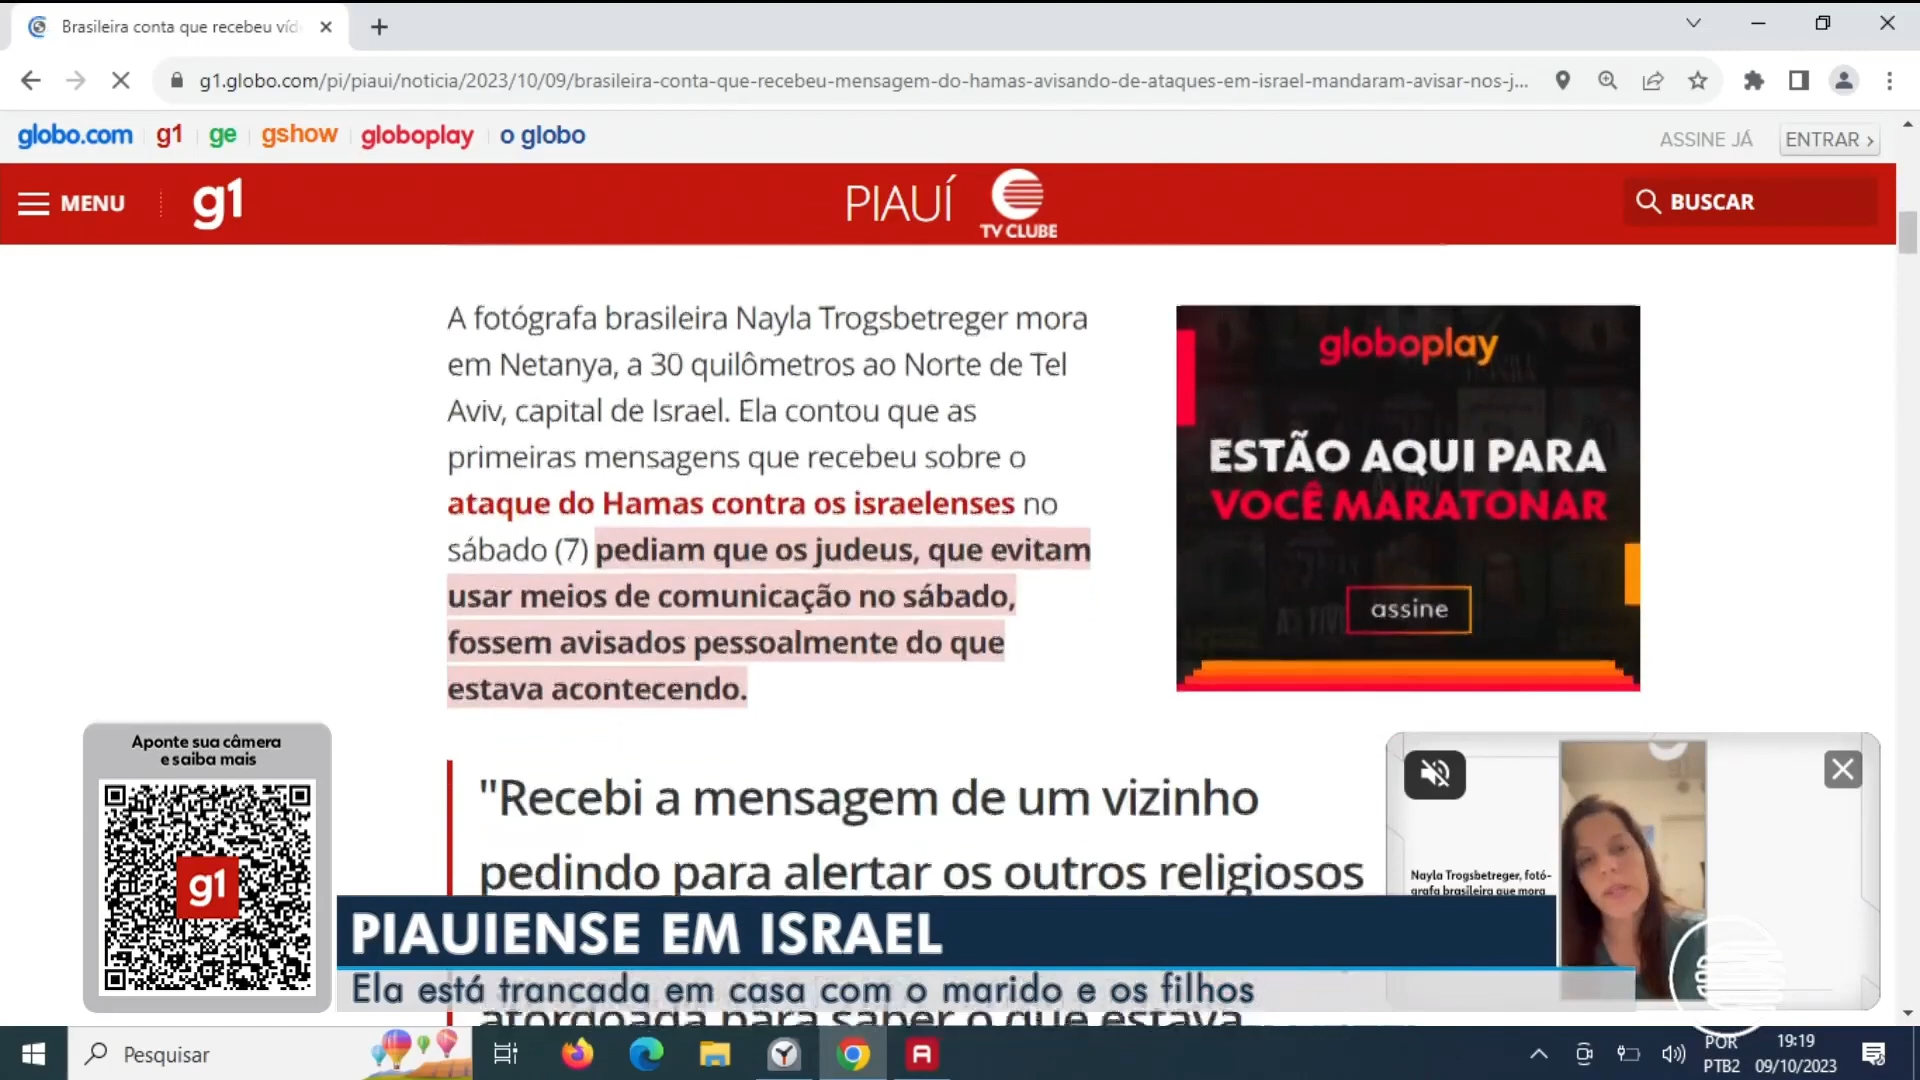 Brasileira conta que recebeu víd
g1.globo.com/pi/piaui/noticia/2023/10/09/brasileira-conta-que-recebeu-mensagem-do-hamas-avisando-de-ataques-em-israel-mandaram-avisar-nos-j...
globo.com g1 ge gshow globoplay o globo
ASSINE JÁ ENTRAR >
MENU g1 PIAUÍ TV CLUBE BUSCAR
A fotógrafa brasileira Nayla Trogsbetreger mora
em Netanya, a 30 quilômetros ao Norte de Tel
Aviv, capital de Israel. Ela contou que as
primeiras mensagens que recebeu sobre o
ataque do Hamas contra os israelenses no
sábado (7) pediam que os judeus, que evitam
usar meios de comunicação no sábado,
fossem avisados pessoalmente do que
estava acontecendo.
globoplay
ESTÃO AQUI PARA
VOCÊ MARATONAR
assine
Aponte sua câmera
e saiba mais
g1
"Recebi a mensagem de um vizinho
pedindo para alertar os outros religiosos
Nayla Trogsbetreger, fotó-
grafa brasileira que mora
PIAUIENSE EM ISRAEL
Ela está trancada em casa com o marido e os filhos
atordoada para saber o que estava
Pesquisar
POR
PTB2
19:19
09/10/2023